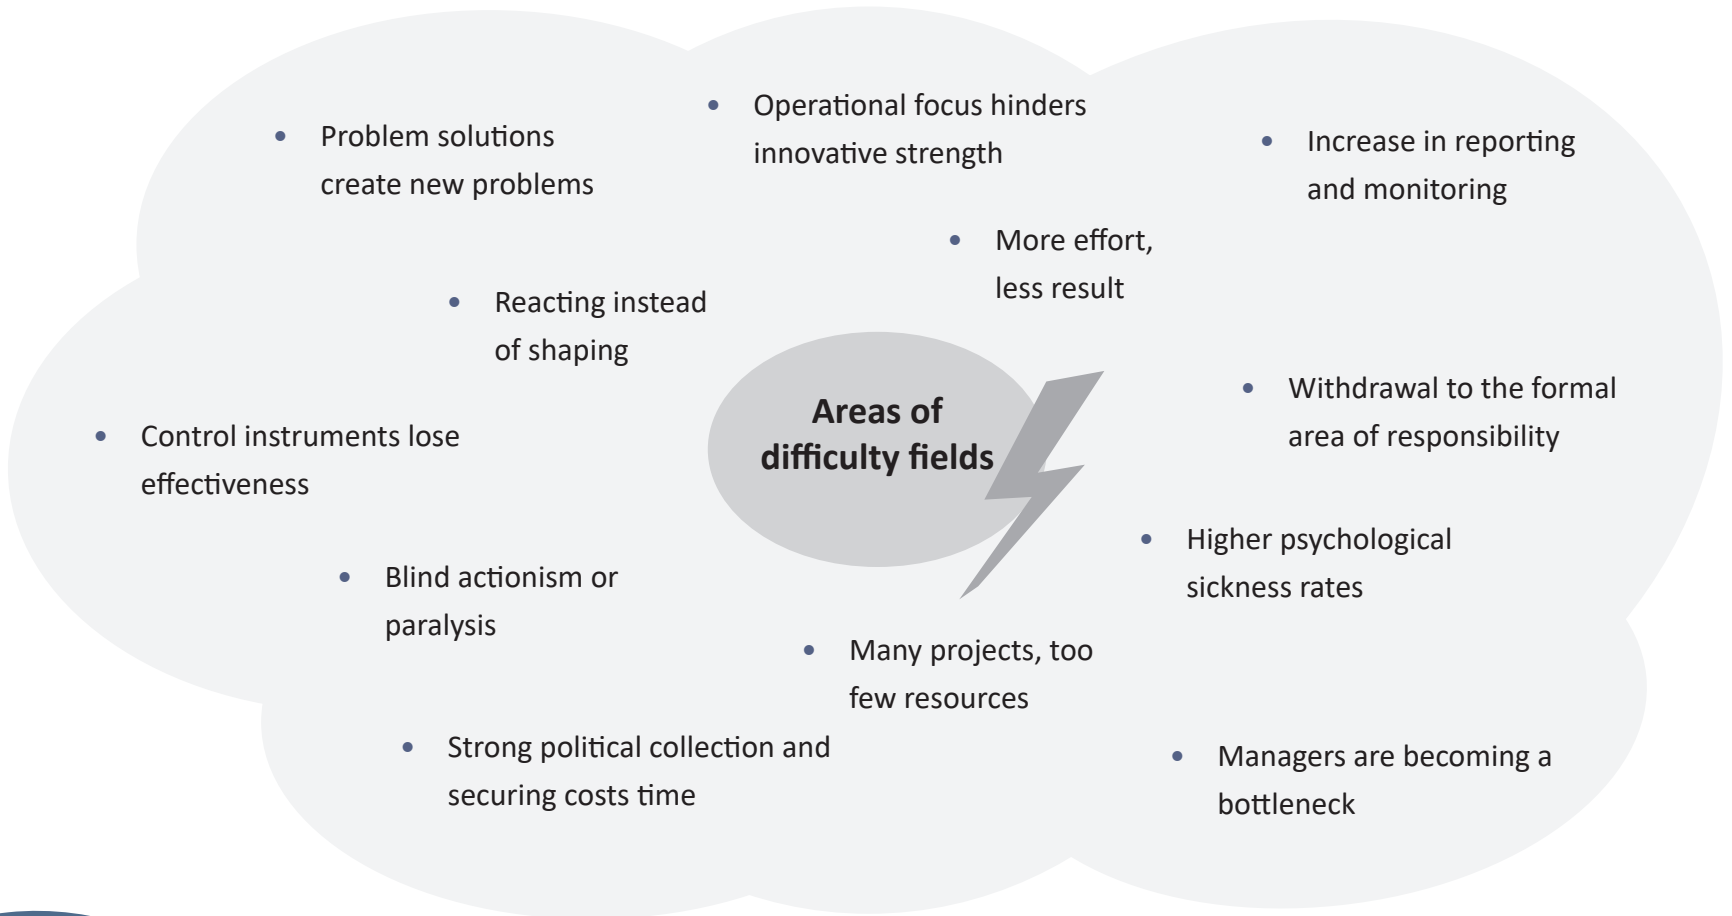 Operational focus hinders
innovative strength
Problem solutions
create new problems
Increase in reporting
and monitoring
More effort,
less result
Reacting instead
of shaping
Areas of
difficulty fields
Withdrawal to the formal
area of responsibility
Control instruments lose
effectiveness
Higher psychological
sickness rates
Blind actionism or
paralysis
Many projects, too
few resources
Strong political collection and
securing costs time
Managers are becoming a
bottleneck